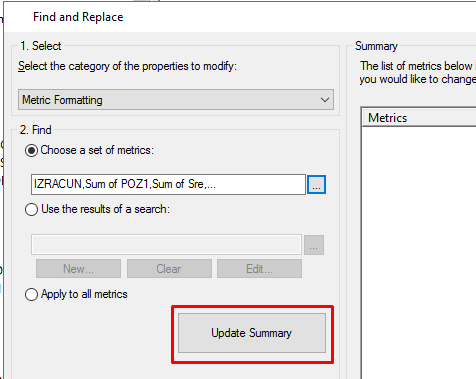 Find and Replace
1. Select
Select the category of the properties to modify:
Metric Formatting
2. Find
Choose a set of metrics:
IZRACUN,Sum of POZ1,Sum of Sre,...
...
Use the results of a search:
...
New...
Clear
Edit...
Apply to all metrics
Update Summary
Summary
The list of metrics below
you would like to change
Metrics